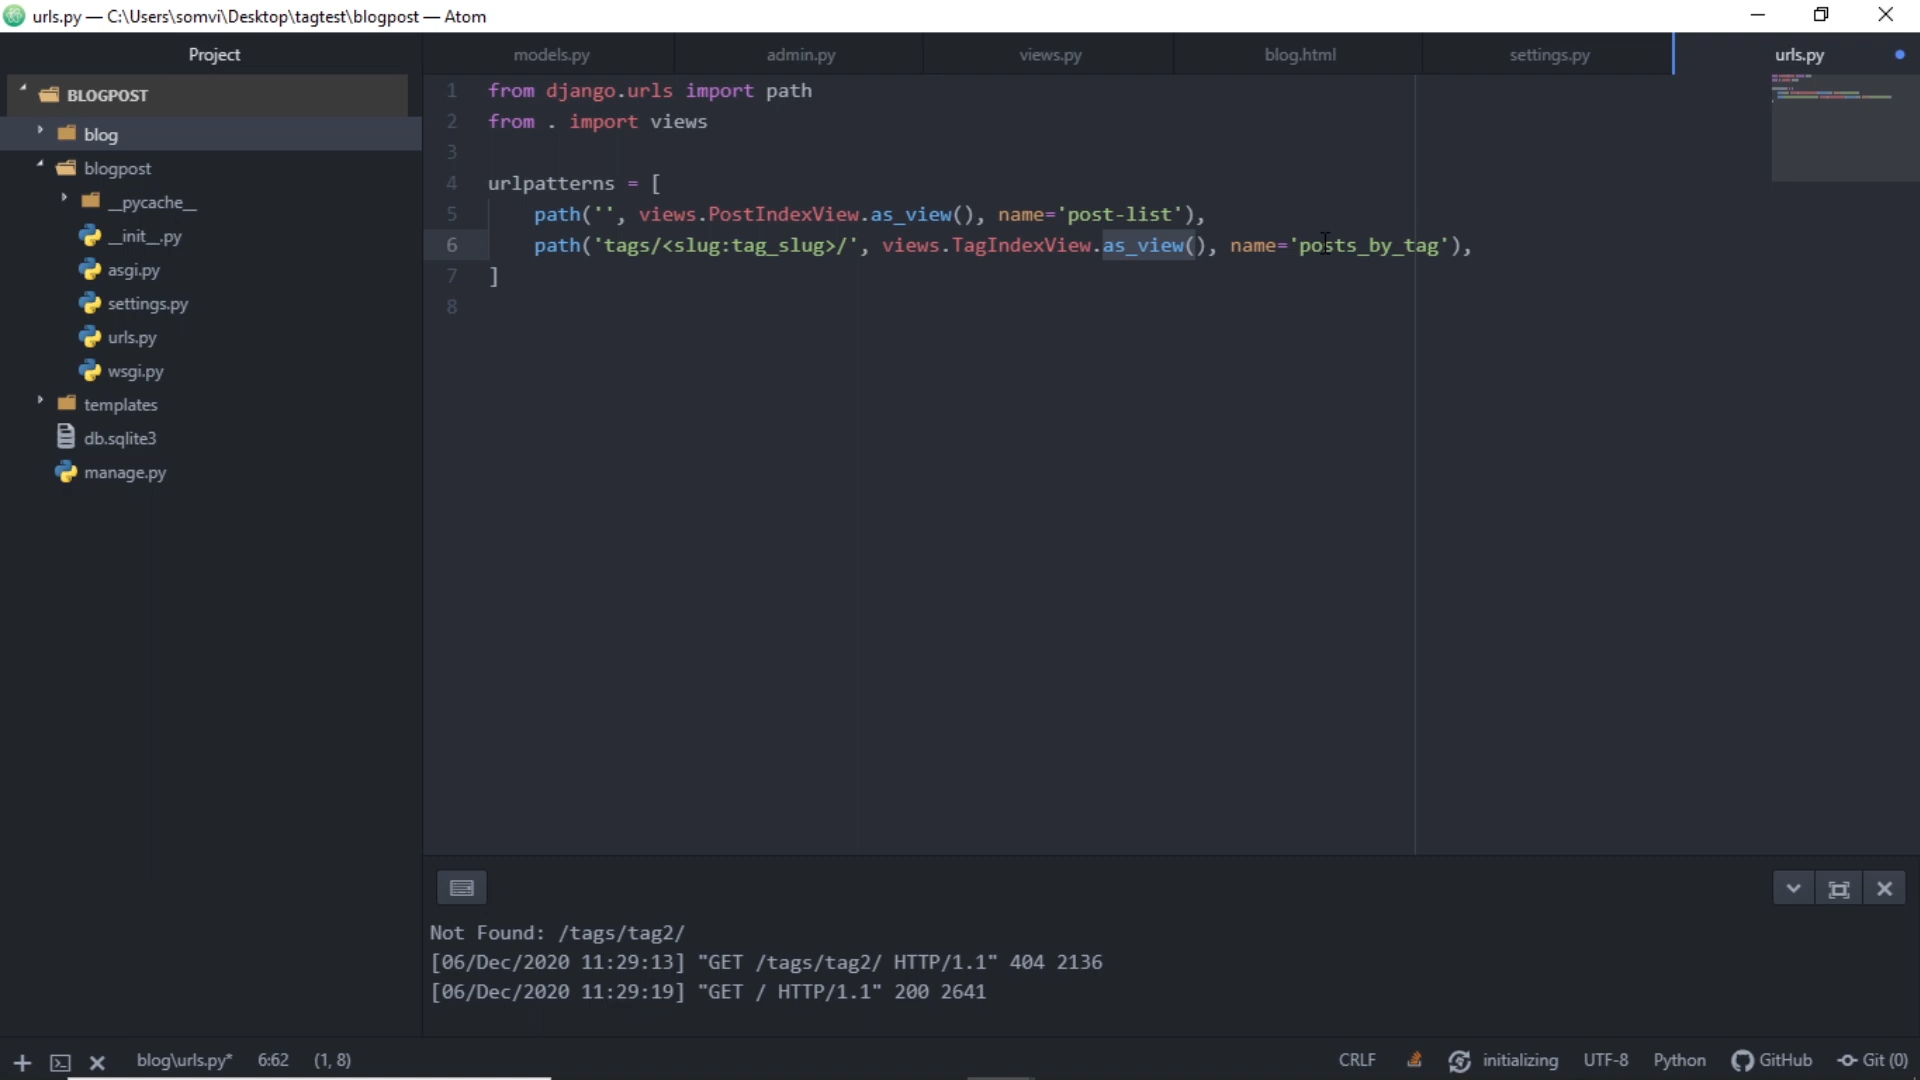 urls.py — C:\Users\somvi\Desktop\tagtest\blogpost — Atom
Project
models.py
admin.py
views.py
blog.html
settings.py
urls.py
BLOGPOST
blog
blogpost
__pycache__
__init__.py
asgi.py
settings.py
urls.py
wsgi.py
templates
db.sqlite3
manage.py
1 from django.urls import path
2 from . import views
3
4 urlpatterns = [
5 path('', views.PostIndexView.as_view(), name='post-list'),
6 path('tags/<slug:tag_slug>/', views.TagIndexView.as_view(), name='posts_by_tag'),
7 ]
8
Not Found: /tags/tag2/
[06/Dec/2020 11:29:13] "GET /tags/tag2/ HTTP/1.1" 404 2136
[06/Dec/2020 11:29:19] "GET / HTTP/1.1" 200 2641
blog\urls.py* 6:62 (1, 8)
CRLF initializing UTF-8 Python GitHub Git (0)